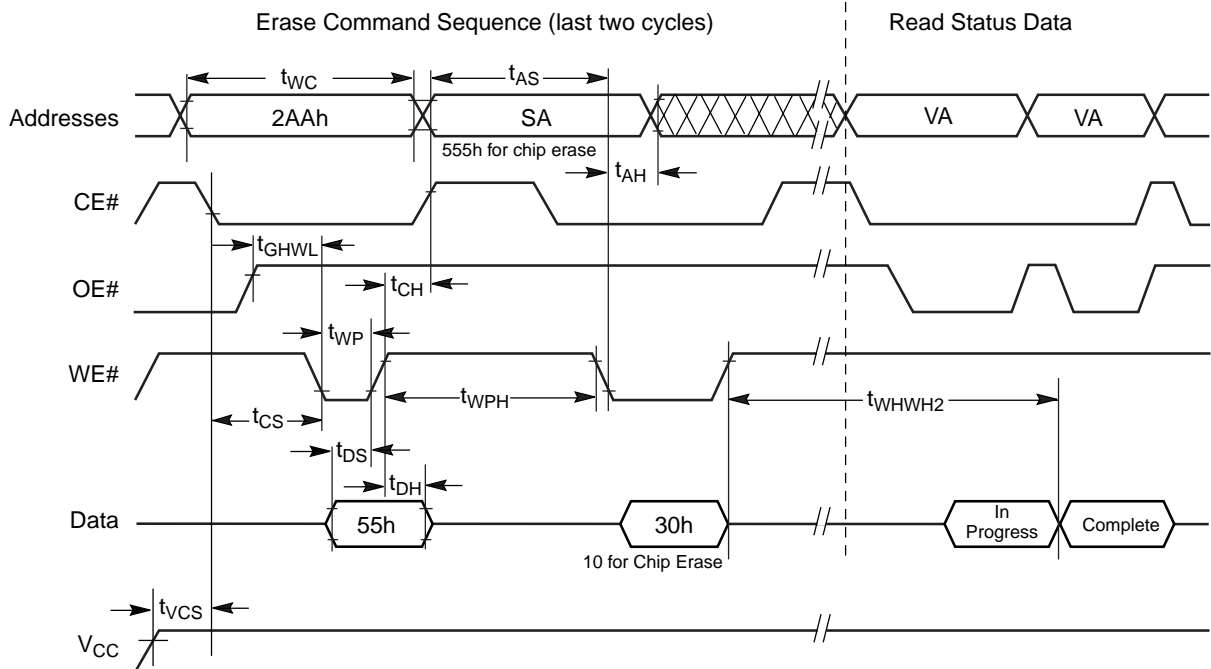 Erase Command Sequence (last two cycles)
Read Status Data
tWC
tAS
Addresses
2AAh
SA
VA
VA
555h for chip erase
tAH
CE#
tGHWL
OE#
tCH
tWP
WE#
tWPH
tWHWH2
tCS
tDS
tDH
Data
55h
30h
In
Progress
Complete
10 for Chip Erase
tVCS
VCC